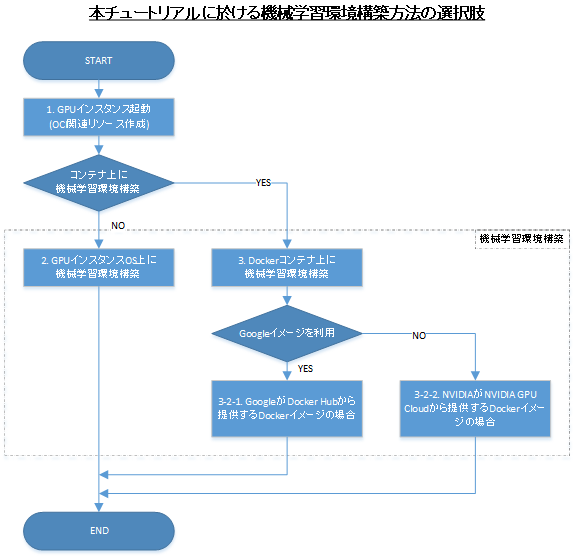 本チュートリアルに於ける機械学習環境構築方法の選択肢
START
1. GPUインスタンス起動
(OCI関連リソース作成)
コンテナ上に
機械学習環境構築
YES
NO
機械学習環境構築
2. GPUインスタンスOS上に
機械学習環境構築
3. Dockerコンテナ上に
機械学習環境構築
Googleイメージを利用
NO
YES
3-2-1. GoogleがDocker Hubから
提供するDockerイメージの場合
3-2-2. NVIDIAがNVIDIA GPU
Cloudから提供するDockerイメー
ジの場合
END